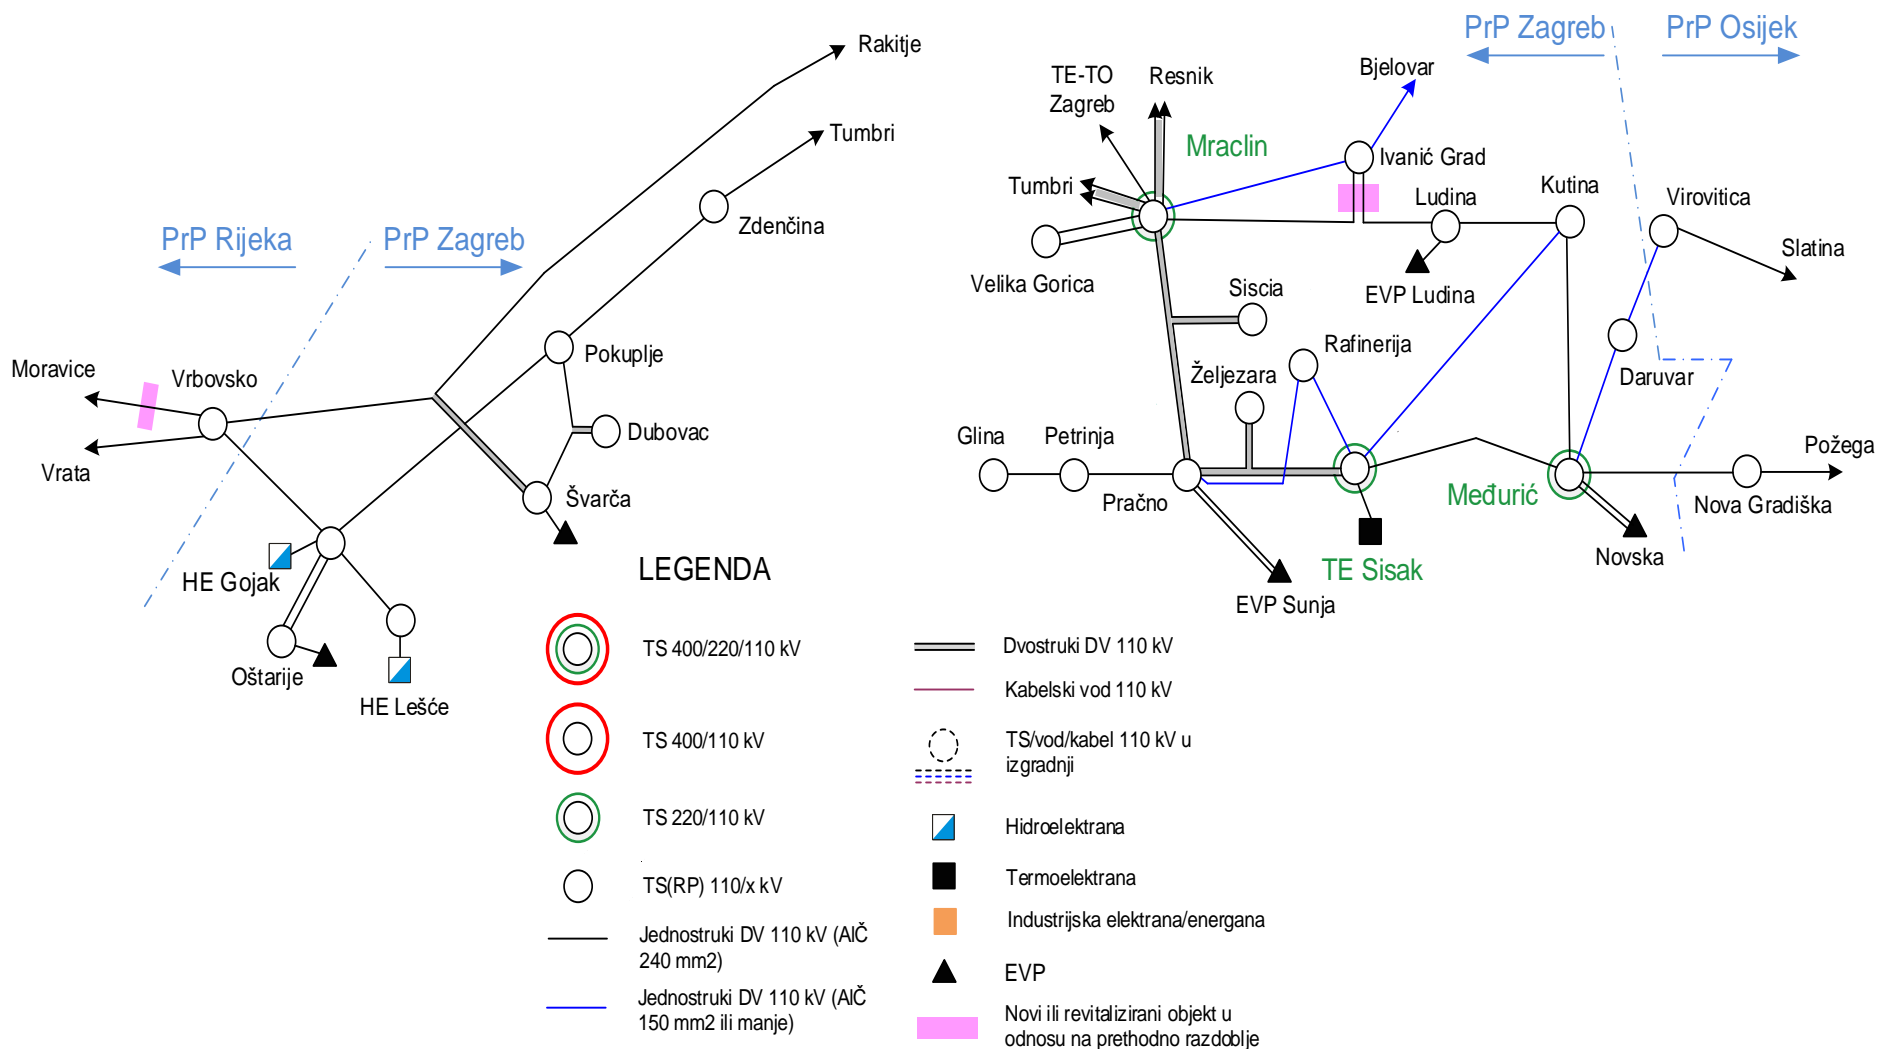 Rakitje
Tumbri
Zdenčina
PrP Rijeka
PrP Zagreb
Pokuplje
Moravice
Vrbovsko
Dubovac
Vrata
Švarča
HE Gojak
Oštarije
HE Lešće
PrP Zagreb
PrP Osijek
TE-TO
Zagreb
Resnik
Bjelovar
Mraclin
Ivanić Grad
Tumbri
Ludina
Kutina
Virovitica
Slatina
Velika Gorica
Siscia
EVP Ludina
Rafinerija
Željezara
Daruvar
Glina
Petrinja
Požega
Pračno
Međurić
Nova Gradiška
Novska
TE Sisak
EVP Sunja
LEGENDA
TS 400/220/110 kV
TS 400/110 kV
TS 220/110 kV
TS(RP) 110/x kV
Jednostruki DV 110 kV (AlČ
240 mm2)
Jednostruki DV 110 kV (AlČ
150 mm2 ili manje)
Dvostruki DV 110 kV
Kabelski vod 110 kV
TS/vod/kabel 110 kV u
izgradnji
Hidroelektrana
Termoelektrana
Industrijska elektrana/energana
EVP
Novi ili revitalizirani objekt u
odnosu na prethodno razdoblje